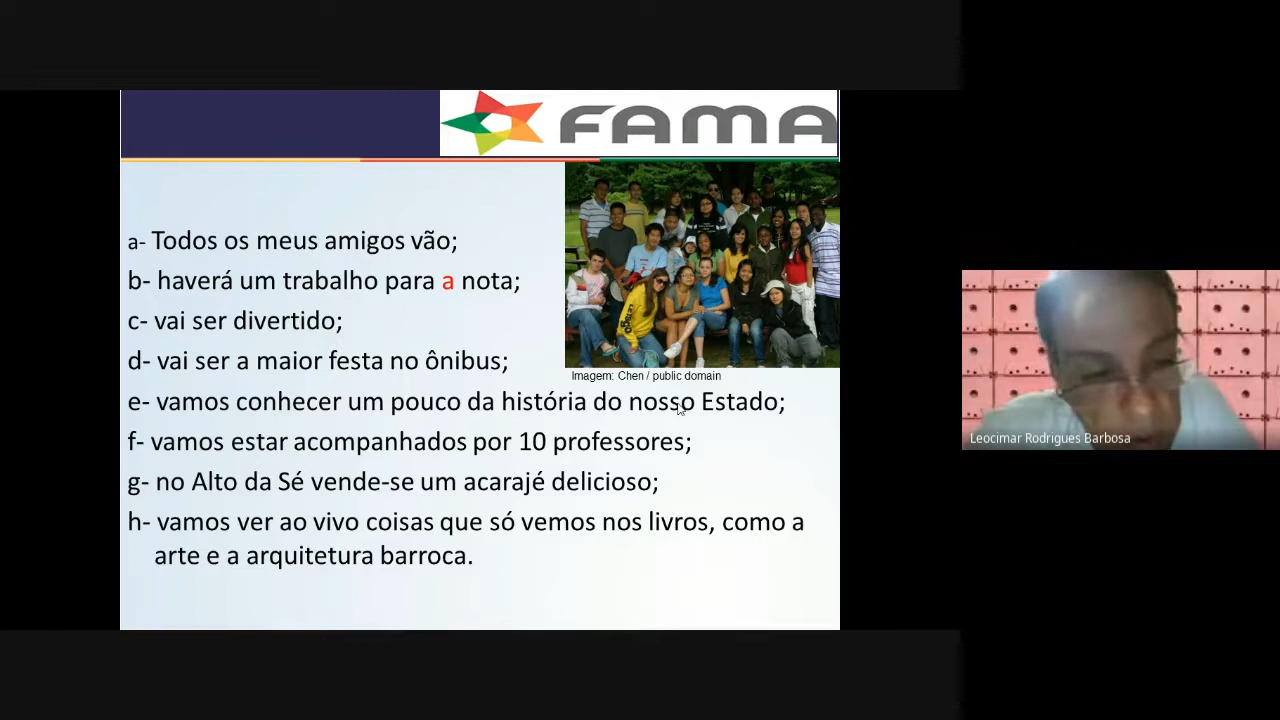 FAMA
a- Todos os meus amigos vão;
b- haverá um trabalho para a nota;
c- vai ser divertido;
d- vai ser a maior festa no ônibus;
Imagem: Chen / public domain
e- vamos conhecer um pouco da história do nosso Estado;
f- vamos estar acompanhados por 10 professores;
g- no Alto da Sé vende-se um acarajé delicioso;
h- vamos ver ao vivo coisas que só vemos nos livros, como a
arte e a arquitetura barroca.
Leocimar Rodrigues Barbosa